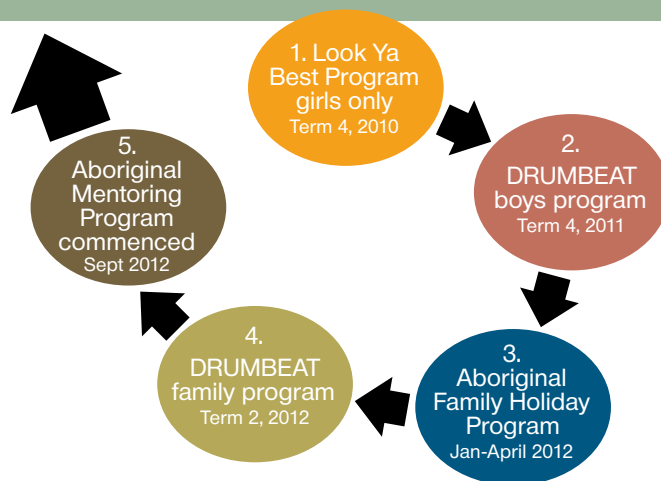 1. Look Ya
Best Program
girls only
Term 4, 2010
2.
DRUMBEAT
boys program
Term 4, 2011
3.
Aboriginal
Family Holiday
Program
Jan-April 2012
4.
DRUMBEAT
family program
Term 2, 2012
5.
Aboriginal
Mentoring
Program
commenced
Sept 2012